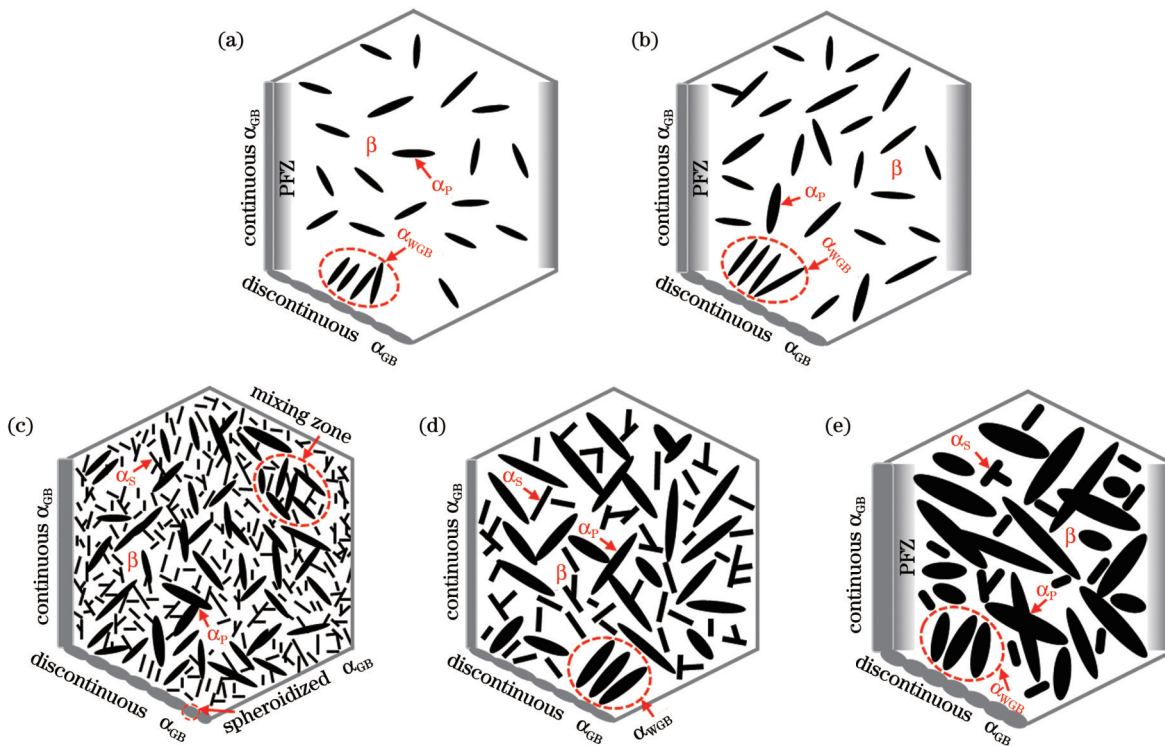 (a)
continuous αGB
PFZ
β
αP
αWGB
discontinuous αGB
(b)
continuous αGB
PFZ
β
αP
αWGB
discontinuous αGB
(c)
mixing zone
αS
continuous αGB
β
αP
discontinuous αGB
spheroidized αGB
(d)
αS
continuous αGB
αP
β
discontinuous αGB
αWGB
(e)
αS
continuous αGB
PFZ
β
αP
αWGB
discontinuous αGB